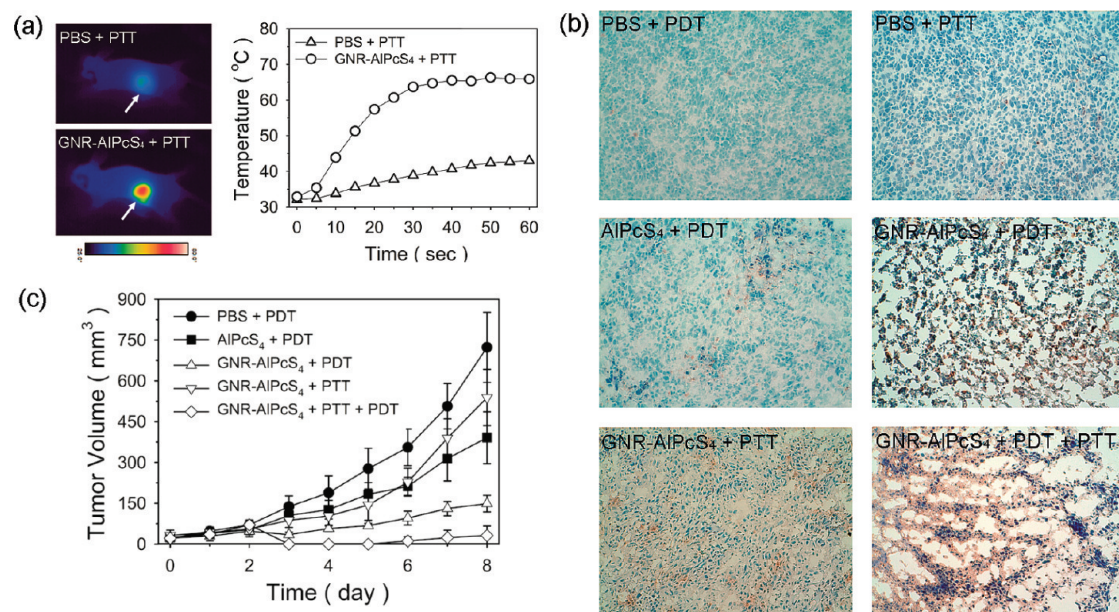 (a)
PBS + PTT
GNR-AlPcS₄ + PTT
Temperature ( °C )
80
70
60
50
40
30
PBS + PTT
GNR-AlPcS₄ + PTT
0 10 20 30 40 50 60
Time ( sec )
(b)
PBS + PDT
PBS + PTT
AlPcS₄ + PDT
GNR-AlPcS₄ + PDT
GNR-AlPcS₄ + PTT
GNR-AlPcS₄ + PDT + PTT
(c)
Tumor Volume ( mm³ )
900
750
600
450
300
150
0
PBS + PDT
AlPcS₄ + PDT
GNR-AlPcS₄ + PDT
GNR-AlPcS₄ + PTT
GNR-AlPcS₄ + PTT + PDT
0 2 4 6 8
Time ( day )